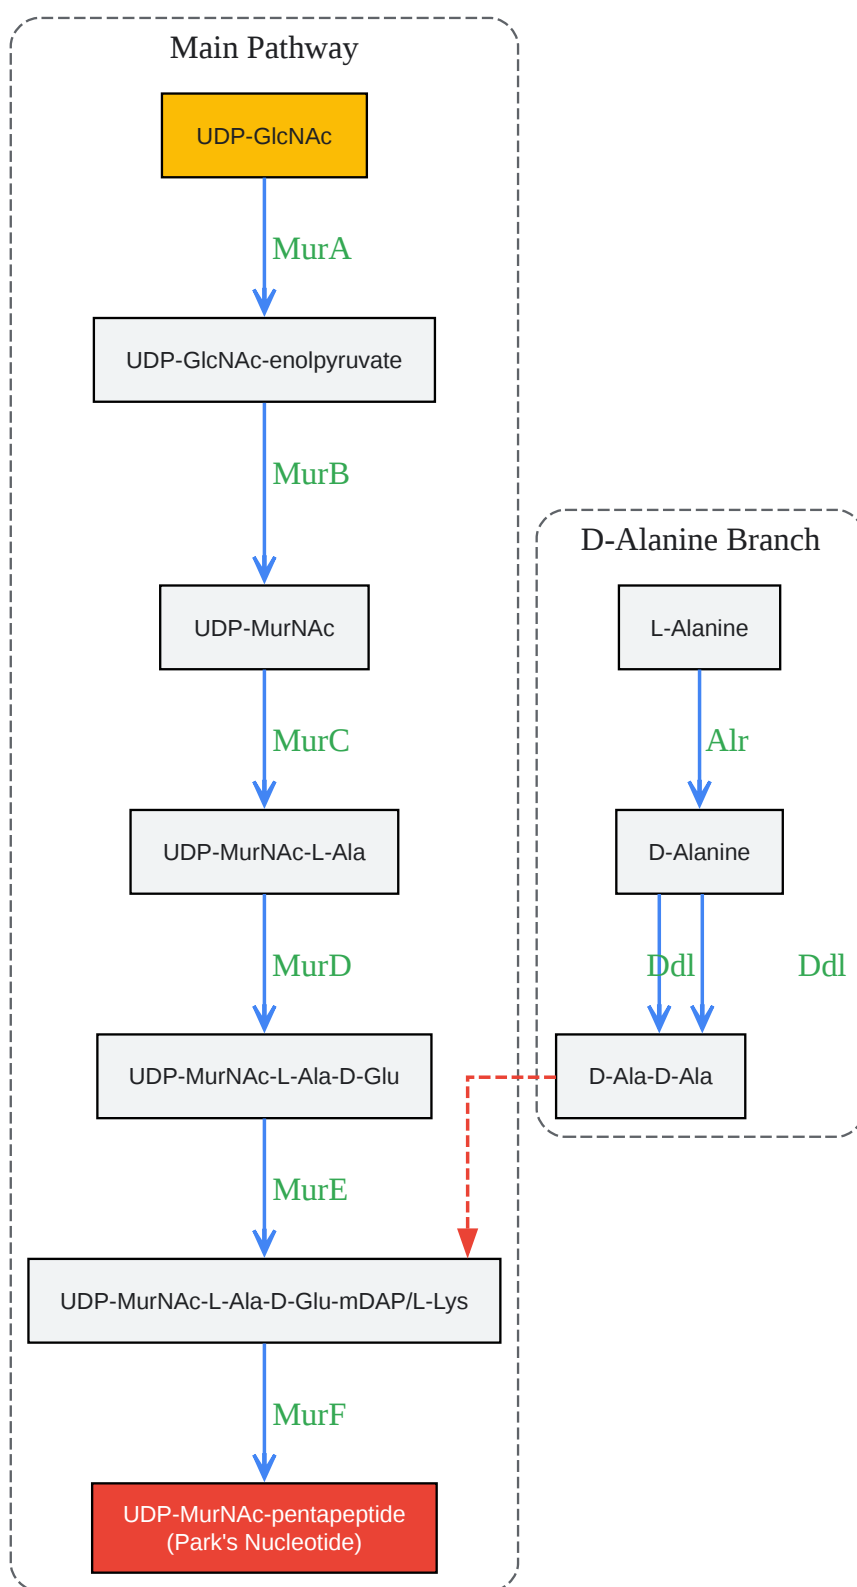 Main Pathway
UDP-GlcNAc
MurA
UDP-GlcNAc-enolpyruvate
MurB
UDP-MurNAc
MurC
UDP-MurNAc-L-Ala
MurD
UDP-MurNAc-L-Ala-D-Glu
MurE
UDP-MurNAc-L-Ala-D-Glu-mDAP/L-Lys
MurF
UDP-MurNAc-pentapeptide
(Park's Nucleotide)
D-Alanine Branch
L-Alanine
Alr
D-Alanine
Ddl
Ddl
D-Ala-D-Ala